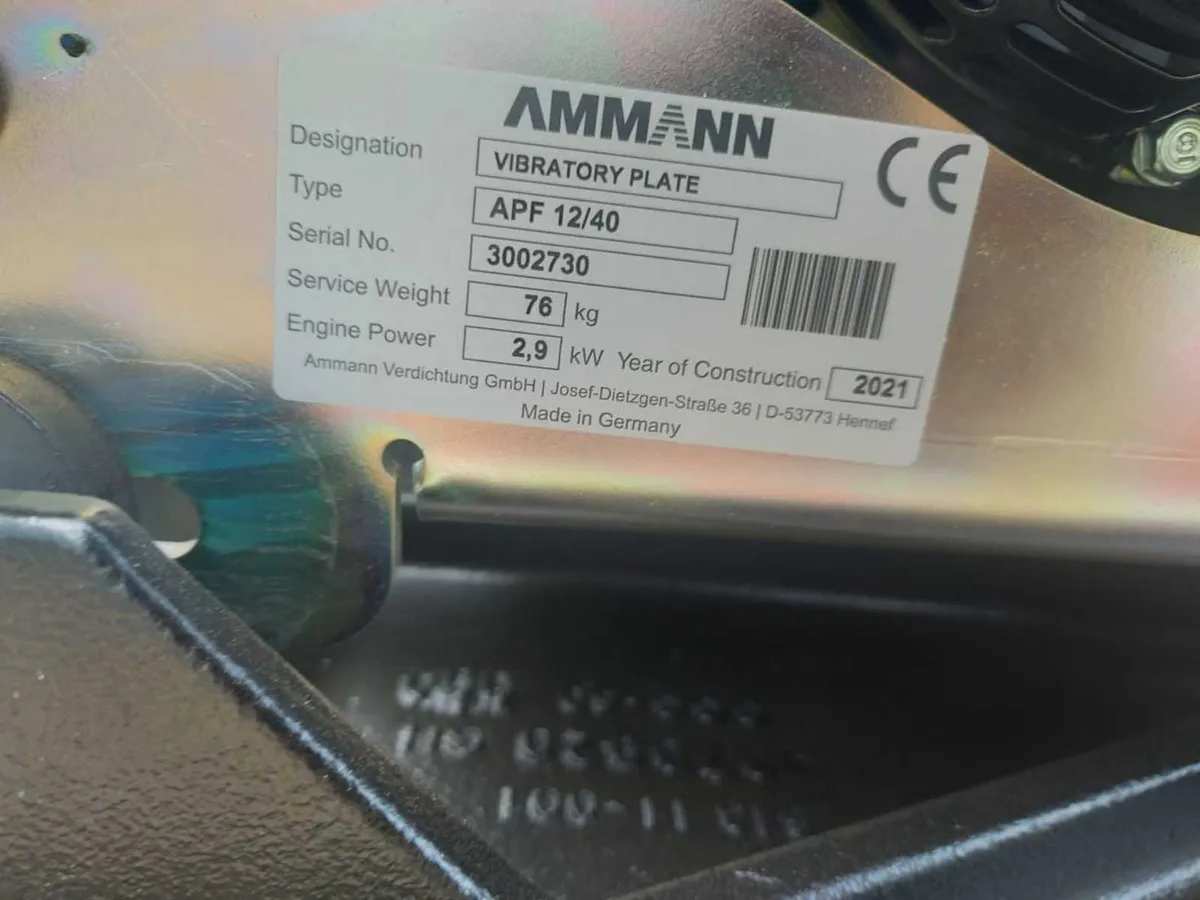 AMMANN
CE
Designation VIBRATORY PLATE
Type APF 12/40
Serial No. 3002730
Service Weight 76 kg
Engine Power 2,9 kW Year of Construction 2021
Ammann Verdichtung GmbH | Josef-Dietzgen-Straße 36 | D-53773 Hennef
Made in Germany